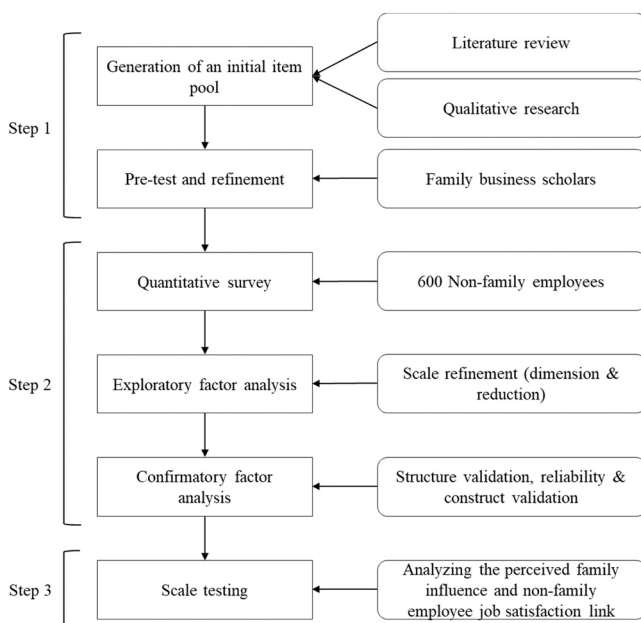 Literature review
Generation of an initial item
pool
Qualitative research
Step 1
Pre-test and refinement
Family business scholars
Quantitative survey
600 Non-family employees
Step 2
Exploratory factor analysis
Scale refinement (dimension &
reduction)
Confirmatory factor
analysis
Structure validation, reliability &
construct validation
Step 3
Scale testing
Analyzing the perceived family
influence and non-family
employee job satisfaction link